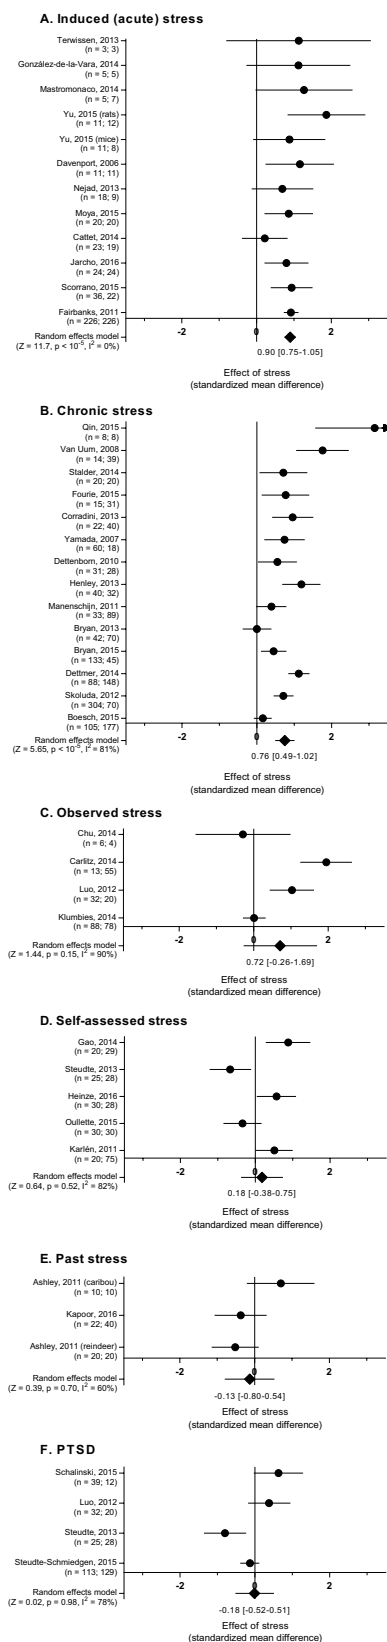 A. Induced (acute) stress
Terwissen, 2013
(n = 3; 3)
González-de-la-Vara, 2014
(n = 5; 5)
Mastromonaco, 2014
(n = 5; 7)
Yu, 2015 (rats)
(n = 11; 12)
Yu, 2015 (mice)
(n = 11; 8)
Davenport, 2006
(n = 11; 11)
Nejad, 2013
(n = 18; 9)
Moya, 2015
(n = 20; 20)
Cattet, 2014
(n = 23; 19)
Jarcho, 2016
(n = 24; 24)
Scorrano, 2015
(n = 36, 22)
Fairbanks, 2011
(n = 226; 226)
-2 0 2
Random effects model
(Z = 11.7, p < 10⁻⁵, I² = 0%)
0.90 [0.75-1.05]
Effect of stress
(standardized mean difference)
B. Chronic stress
Qin, 2015
(n = 8; 8)
Van Uum, 2008
(n = 14; 39)
Stalder, 2014
(n = 20; 20)
Fourie, 2015
(n = 15; 31)
Corradini, 2013
(n = 22; 40)
Yamada, 2007
(n = 60; 18)
Dettenborn, 2010
(n = 31; 28)
Henley, 2013
(n = 40; 32)
Manenschijn, 2011
(n = 33; 89)
Bryan, 2013
(n = 42; 70)
Bryan, 2015
(n = 133; 45)
Dettmer, 2014
(n = 88; 148)
Skoluda, 2012
(n = 304; 70)
Boesch, 2015
(n = 105; 177)
-2 0 2
Random effects model
(Z = 5.65, p < 10⁻⁵, I² = 81%)
0.76 [0.49-1.02]
Effect of stress
(standardized mean difference)
C. Observed stress
Chu, 2014
(n = 6; 4)
Carlitz, 2014
(n = 13; 55)
Luo, 2012
(n = 32; 20)
Klumbies, 2014
(n = 88; 78)
-2 0 2
Random effects model
(Z = 1.44, p = 0.15, I² = 90%)
0.72 [-0.26-1.69]
Effect of stress
(standardized mean difference)
D. Self-assessed stress
Gao, 2014
(n = 20; 29)
Steudte, 2013
(n = 25; 28)
Heinze, 2016
(n = 30; 28)
Oullette, 2015
(n = 30; 30)
Karlén, 2011
(n = 20; 75)
-2 0 2
Random effects model
(Z = 0.64, p = 0.52, I² = 82%)
0.18 [-0.38-0.75]
Effect of stress
(standardized mean difference)
E. Past stress
Ashley, 2011 (caribou)
(n = 10; 10)
Kapoor, 2016
(n = 22; 40)
Ashley, 2011 (reindeer)
(n = 20; 20)
-2 0 2
Random effects model
(Z = 0.39, p = 0.70, I² = 60%)
-0.13 [-0.80-0.54]
Effect of stress
(standardized mean difference)
F. PTSD
Schalinski, 2015
(n = 39; 12)
Luo, 2012
(n = 32; 20)
Steudte, 2013
(n = 25; 28)
Steudte-Schmiedgen, 2015
(n = 113; 129)
-2 0 2
Random effects model
(Z = 0.02, p = 0.98, I² = 78%)
-0.18 [-0.52-0.51]
Effect of stress
(standardized mean difference)